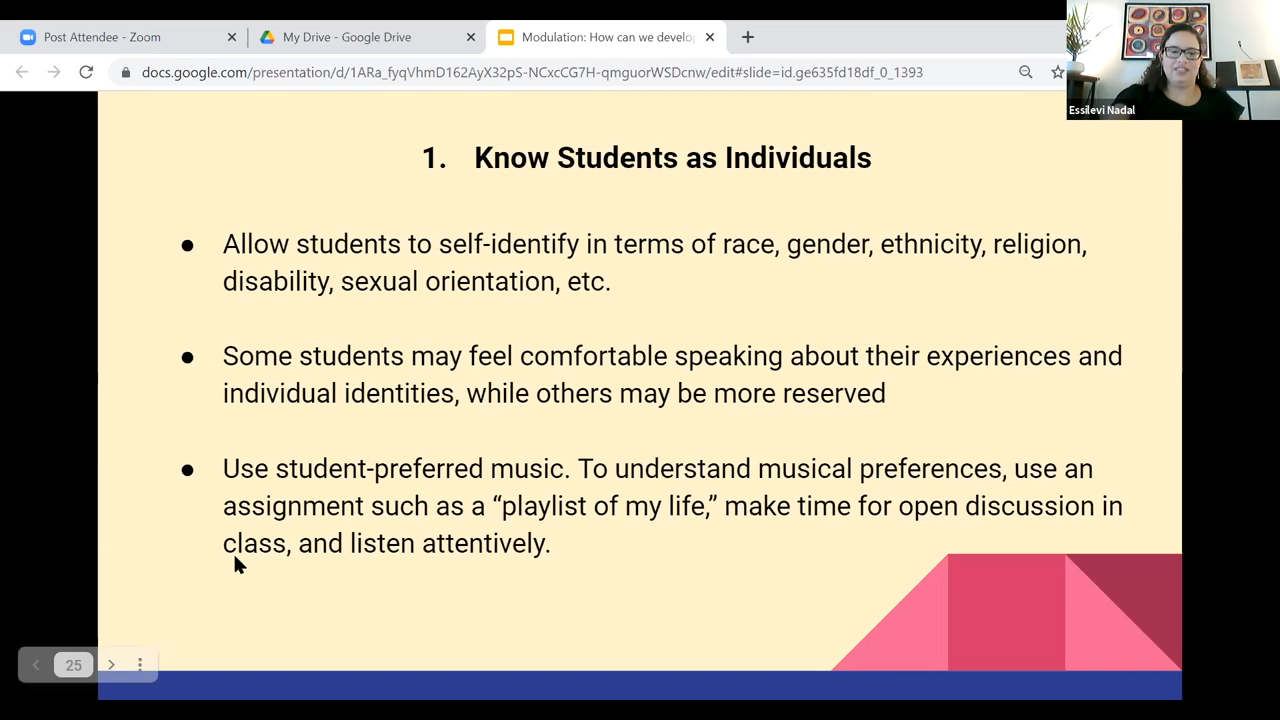 Post Attendee - Zoom
My Drive - Google Drive
Modulation: How can we develo
docs.google.com/presentation/d/1ARa_fyqVhmD162AyX32pS-NCxcCG7H-qmguorWSDcnw/edit#slide=id.ge635fd18df_0_1393
Essilevi Nadal
1. Know Students as Individuals
● Allow students to self-identify in terms of race, gender, ethnicity, religion,
disability, sexual orientation, etc.
● Some students may feel comfortable speaking about their experiences and
individual identities, while others may be more reserved
● Use student-preferred music. To understand musical preferences, use an
assignment such as a “playlist of my life,” make time for open discussion in
class, and listen attentively.
25